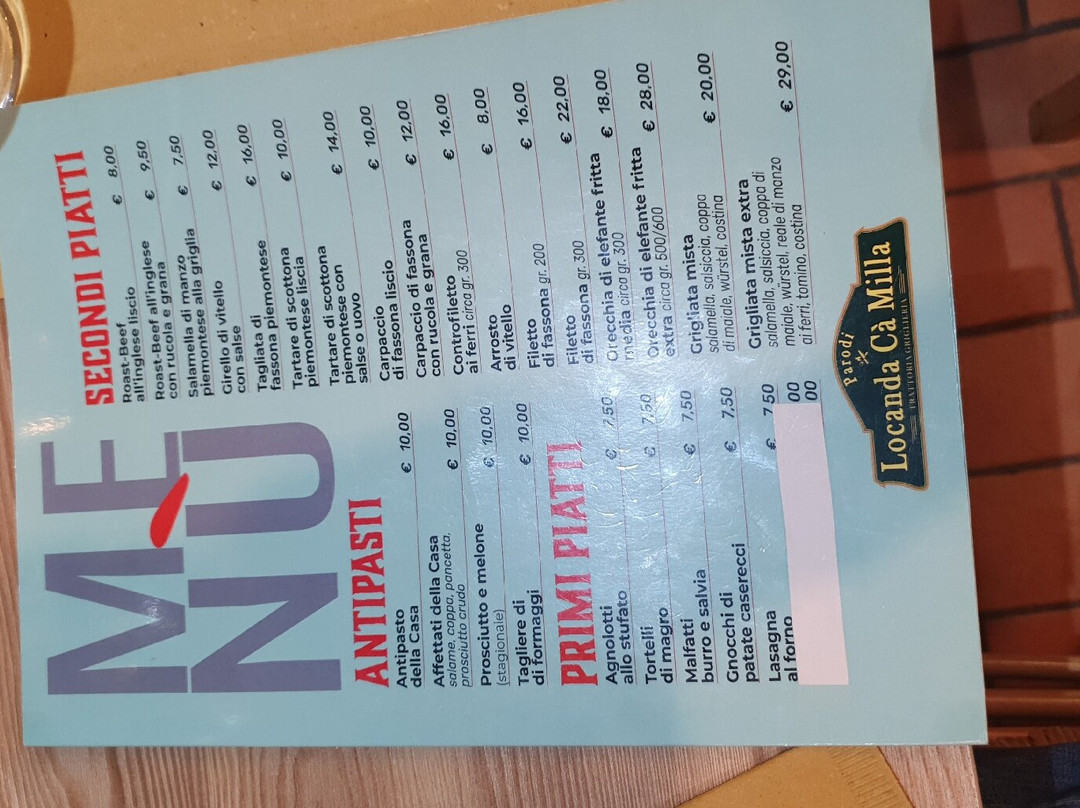 ME
NU
ANTIPASTI
Antipasto
della Casa € 10,00
Affettati della Casa € 10,00
salame, coppa, pancetta,
prosciutto crudo
Prosciutto e melone € 10,00
(stagionale)
Tagliere di
di formaggi € 10,00
PRIMI PIATTI
Agnolotti
allo stufato € 7,50
Tortelli
di magro € 7,50
Malfatti
burro e salvia € 7,50
Gnocchi di
patate caserecci € 7,50
Lasagna
al forno € 7,50
00
00
SECONDI PIATTI
Roast-Beef
all'inglese liscio € 8,00
Roast-Beef all'inglese
con rucola e grana € 9,50
Salamella di manzo
piemontese alla griglia € 7,50
Girello di vitello
con salse € 12,00
Tagliata di
fassona piemontese € 16,00
Tartare di scottona
piemontese liscia € 10,00
Tartare di scottona
piemontese con
salse o uovo € 14,00
Carpaccio
di fassona liscio € 10,00
Carpaccio di fassona
con rucola e grana € 12,00
Controfiletto
ai ferri circa gr. 300 € 16,00
Arrosto
di vitello € 8,00
Filetto
di fassona gr. 200 € 16,00
Filetto
di fassona gr. 300 € 22,00
Orecchia di elefante fritta
media circa gr. 300 € 18,00
Orecchia di elefante fritta
extra circa gr. 500/600 € 28,00
Grigliata mista € 20,00
salamella, salsiccia, coppa
di maiale, würstel, costina
Grigliata mista extra € 29,00
salamella, salsiccia, coppa di
maiale, würstel, reale di manzo
ai ferri, tomino, costina
Parodi
Locanda Cà Milla
TRATTORIA GRIGLIERIA